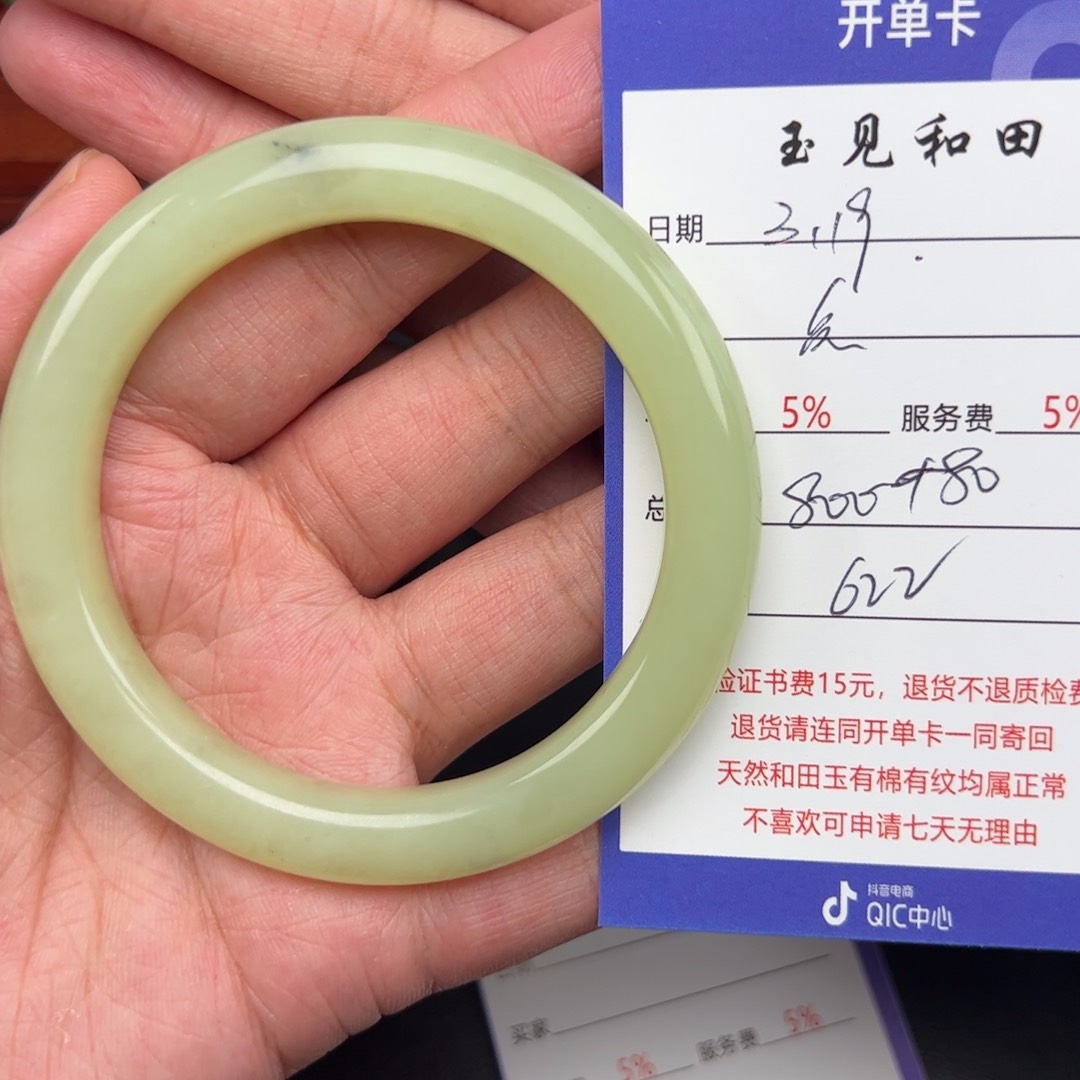 开单卡
玉见和田
日期 3.19
5% 服务费 5%
总 800+80
622
验证书费15元，退货不退质检费
退货请连同开单卡一同寄回
天然和田玉有棉有纹均属正常
不喜欢可申请七天无理由
抖音电商
QIC中心
买家
5% 服务费 5%